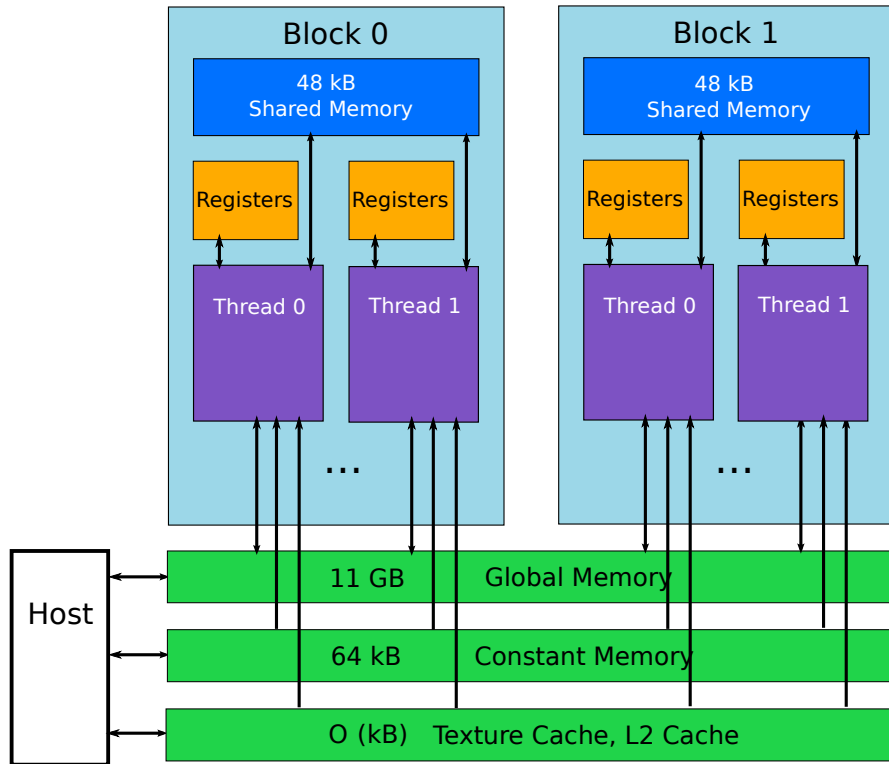 Block 0
Block 1
48 kB
Shared Memory
48 kB
Shared Memory
Registers
Registers
Registers
Registers
Thread 0
Thread 1
Thread 0
Thread 1
...
...
Host
11 GB Global Memory
64 kB Constant Memory
O (kB) Texture Cache, L2 Cache